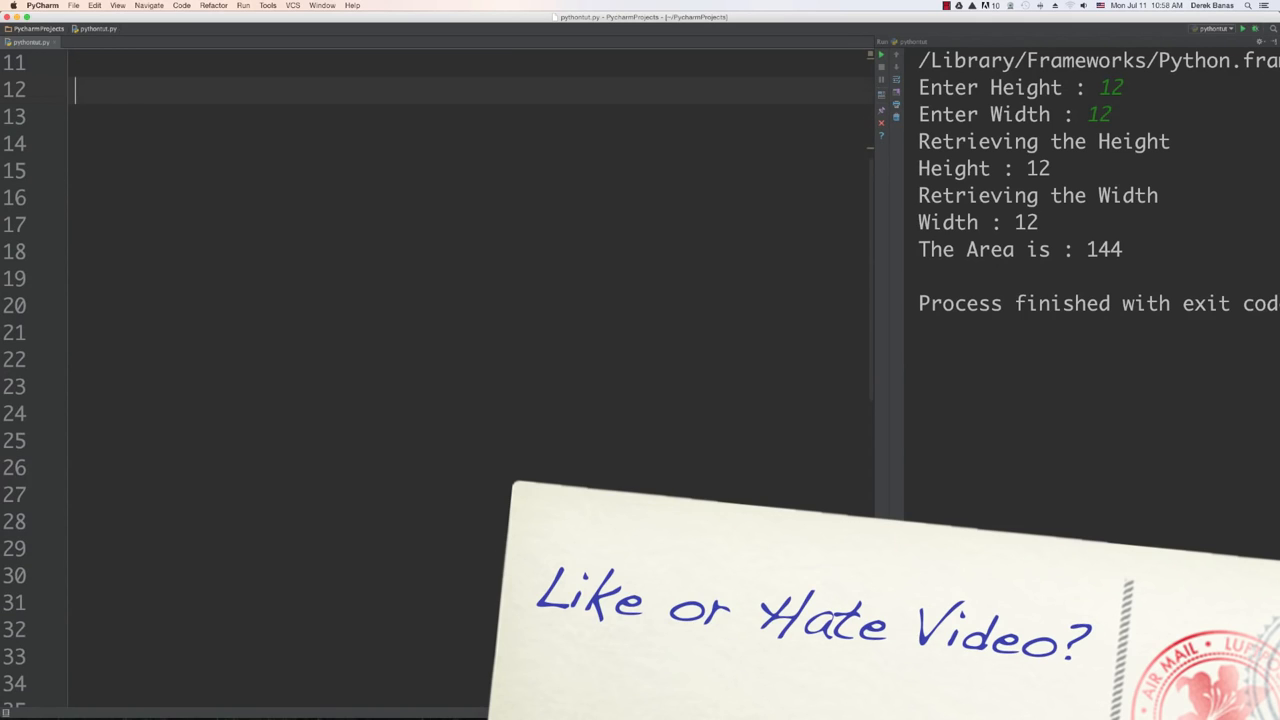 PyCharm File Edit View Navigate Code Refactor Run Tools VCS Window Help 10 Mon Jul 11 10:58 AM Derek Banas
pythontut.py - PycharmProjects - [~/PycharmProjects]
PycharmProjects pythontut.py pythontut
pythontut.py
Run pythontut
11
12
13
14
15
16
17
18
19
20
21
22
23
24
25
26
27
28
29
30
31
32
33
34
/Library/Frameworks/Python.fra
Enter Height : 12
Enter Width : 12
Retrieving the Height
Height : 12
Retrieving the Width
Width : 12
The Area is : 144
Process finished with exit cod
Like or Hate Video?
AIR MAIL